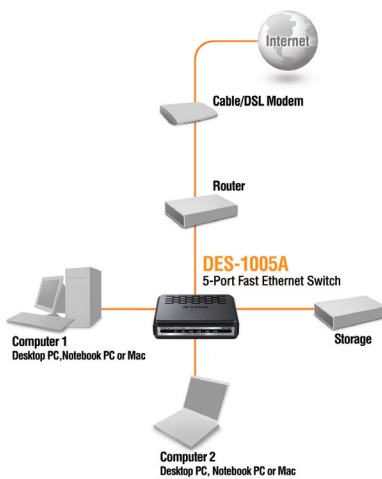 Internet
Cable/DSL Modem
Router
DES-1005A
5-Port Fast Ethernet Switch
D-Link
Computer 1
Desktop PC,Notebook PC or Mac
Storage
Computer 2
Desktop PC, Notebook PC or Mac